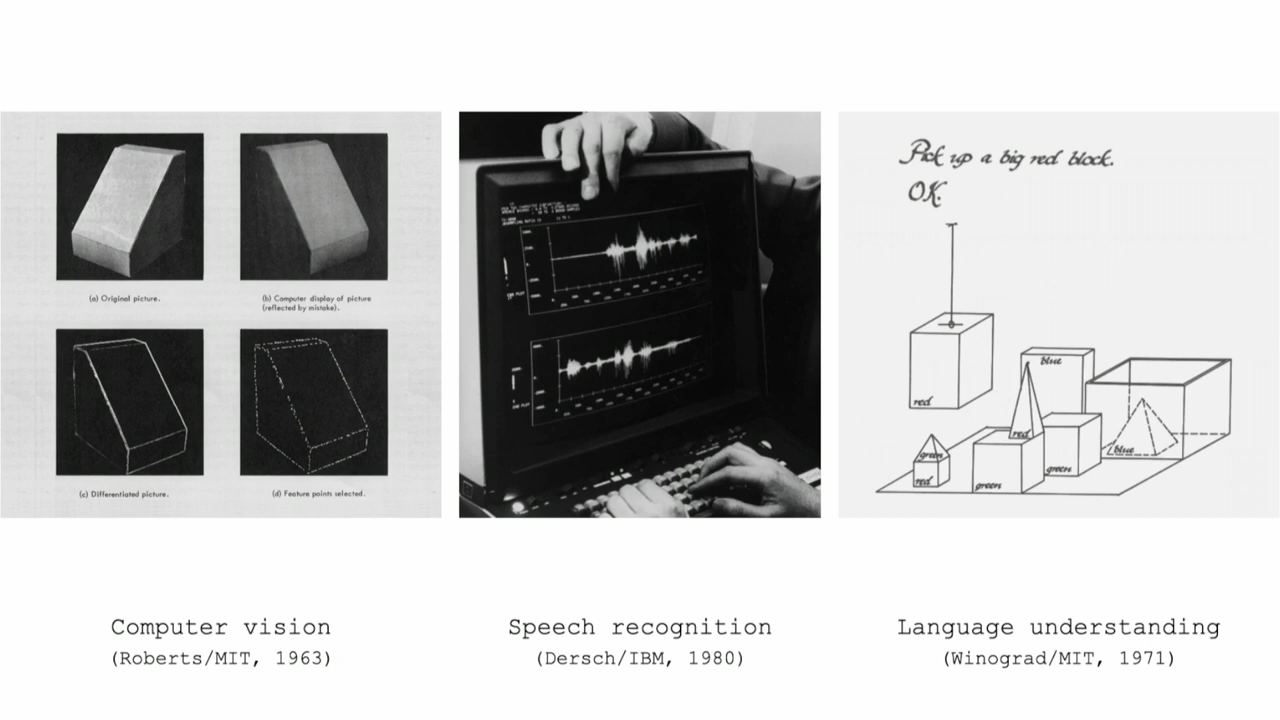 (a) Original picture.
(b) Computer display of picture
(reflected by mistake).
(c) Differentiated picture.
(d) Feature points selected.
Pick up a big red block.
OK.
blue
red
red
green
red
green
green
blue
Computer vision
(Roberts/MIT, 1963)
Speech recognition
(Dersch/IBM, 1980)
Language understanding
(Winograd/MIT, 1971)